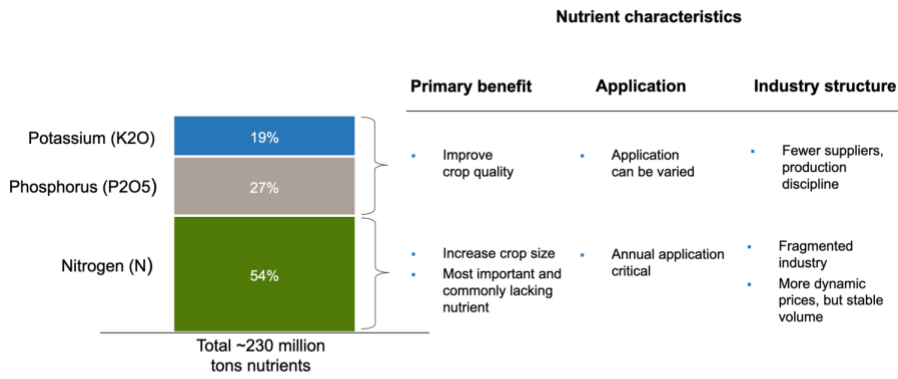 Nutrient characteristics
Primary benefit
Application
Industry structure
Potassium (K2O)
19%
Phosphorus (P2O5)
27%
Improve
crop quality
Application
can be varied
Fewer suppliers,
production
discipline
Nitrogen (N)
54%
Increase crop size
Most important and
commonly lacking
nutrient
Annual application
critical
Fragmented
industry
More dynamic
prices, but stable
volume
Total ~230 million
tons nutrients